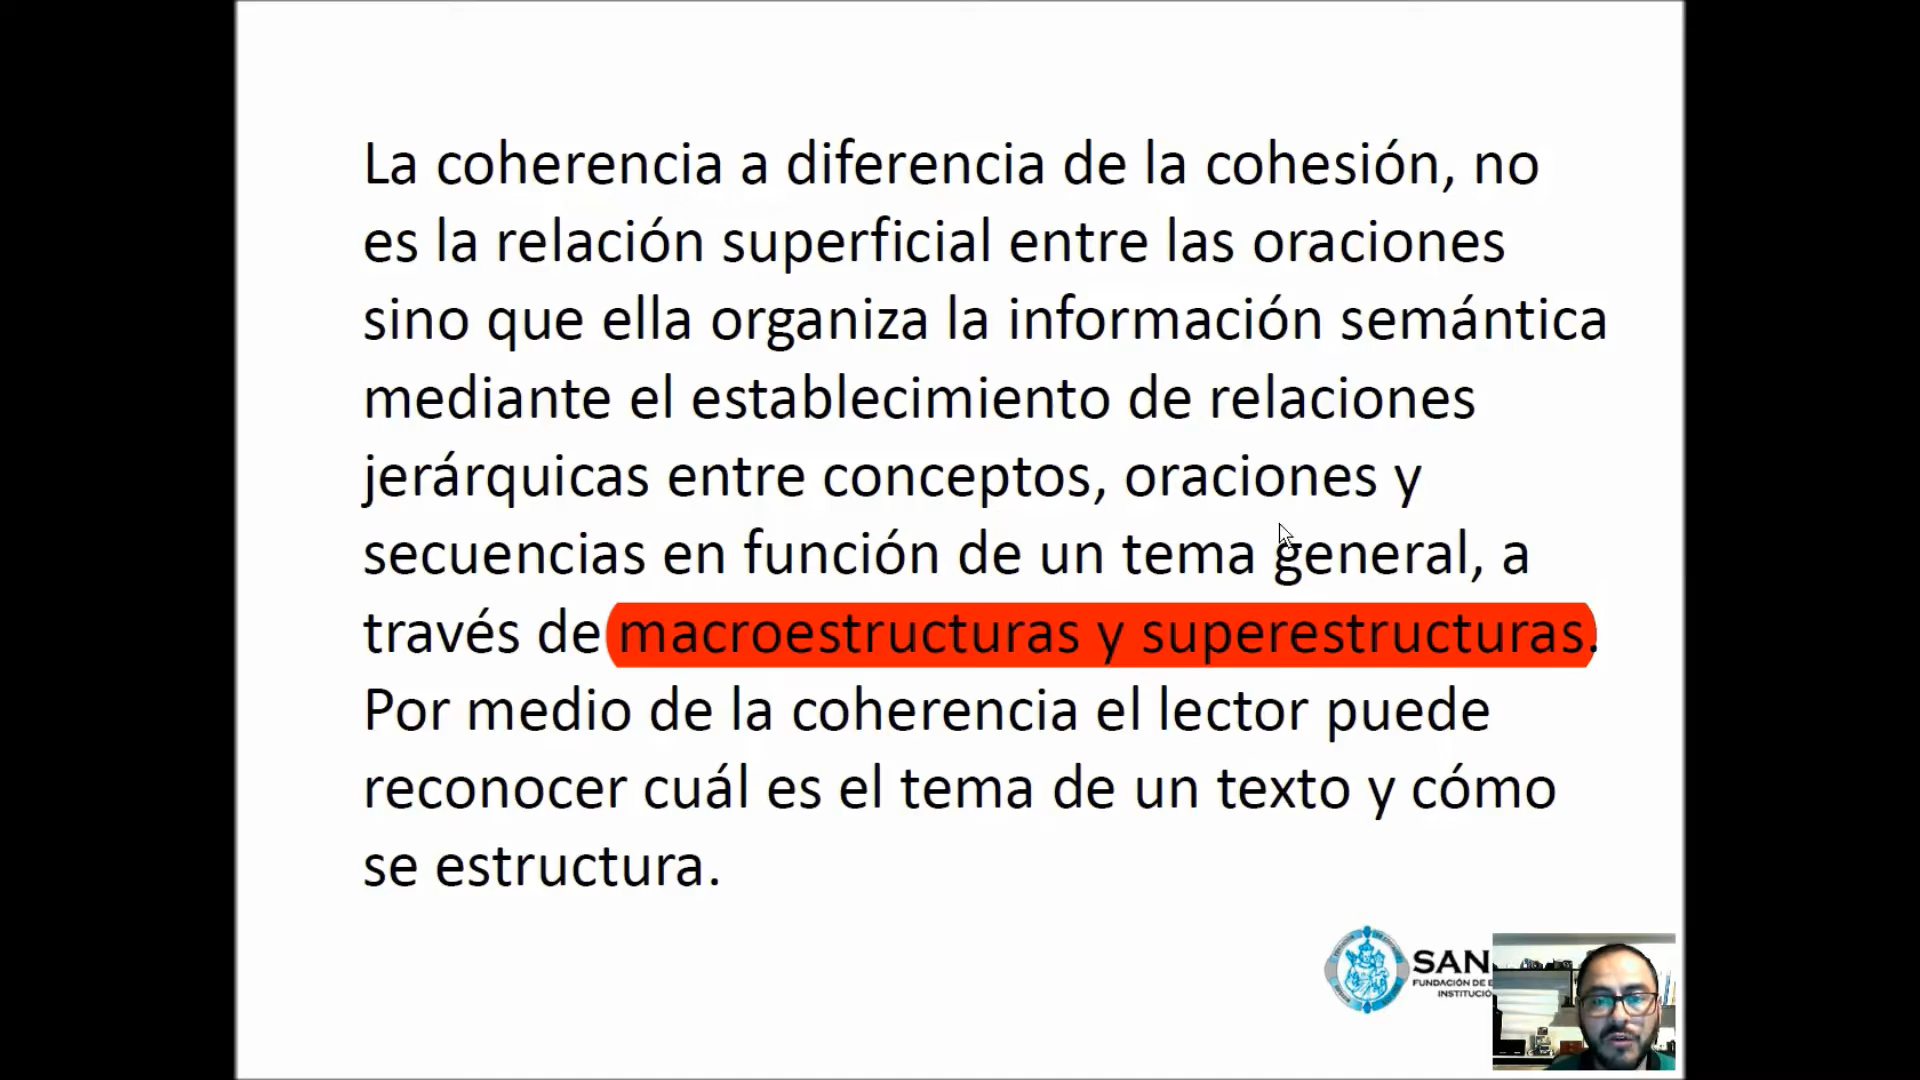 La coherencia a diferencia de la cohesión, no
es la relación superficial entre las oraciones
sino que ella organiza la información semántica
mediante el establecimiento de relaciones
jerárquicas entre conceptos, oraciones y
secuencias en función de un tema general, a
través de macroestructuras y superestructuras.
Por medio de la coherencia el lector puede
reconocer cuál es el tema de un texto y cómo
se estructura.
SAN
FUNDACIÓN DE